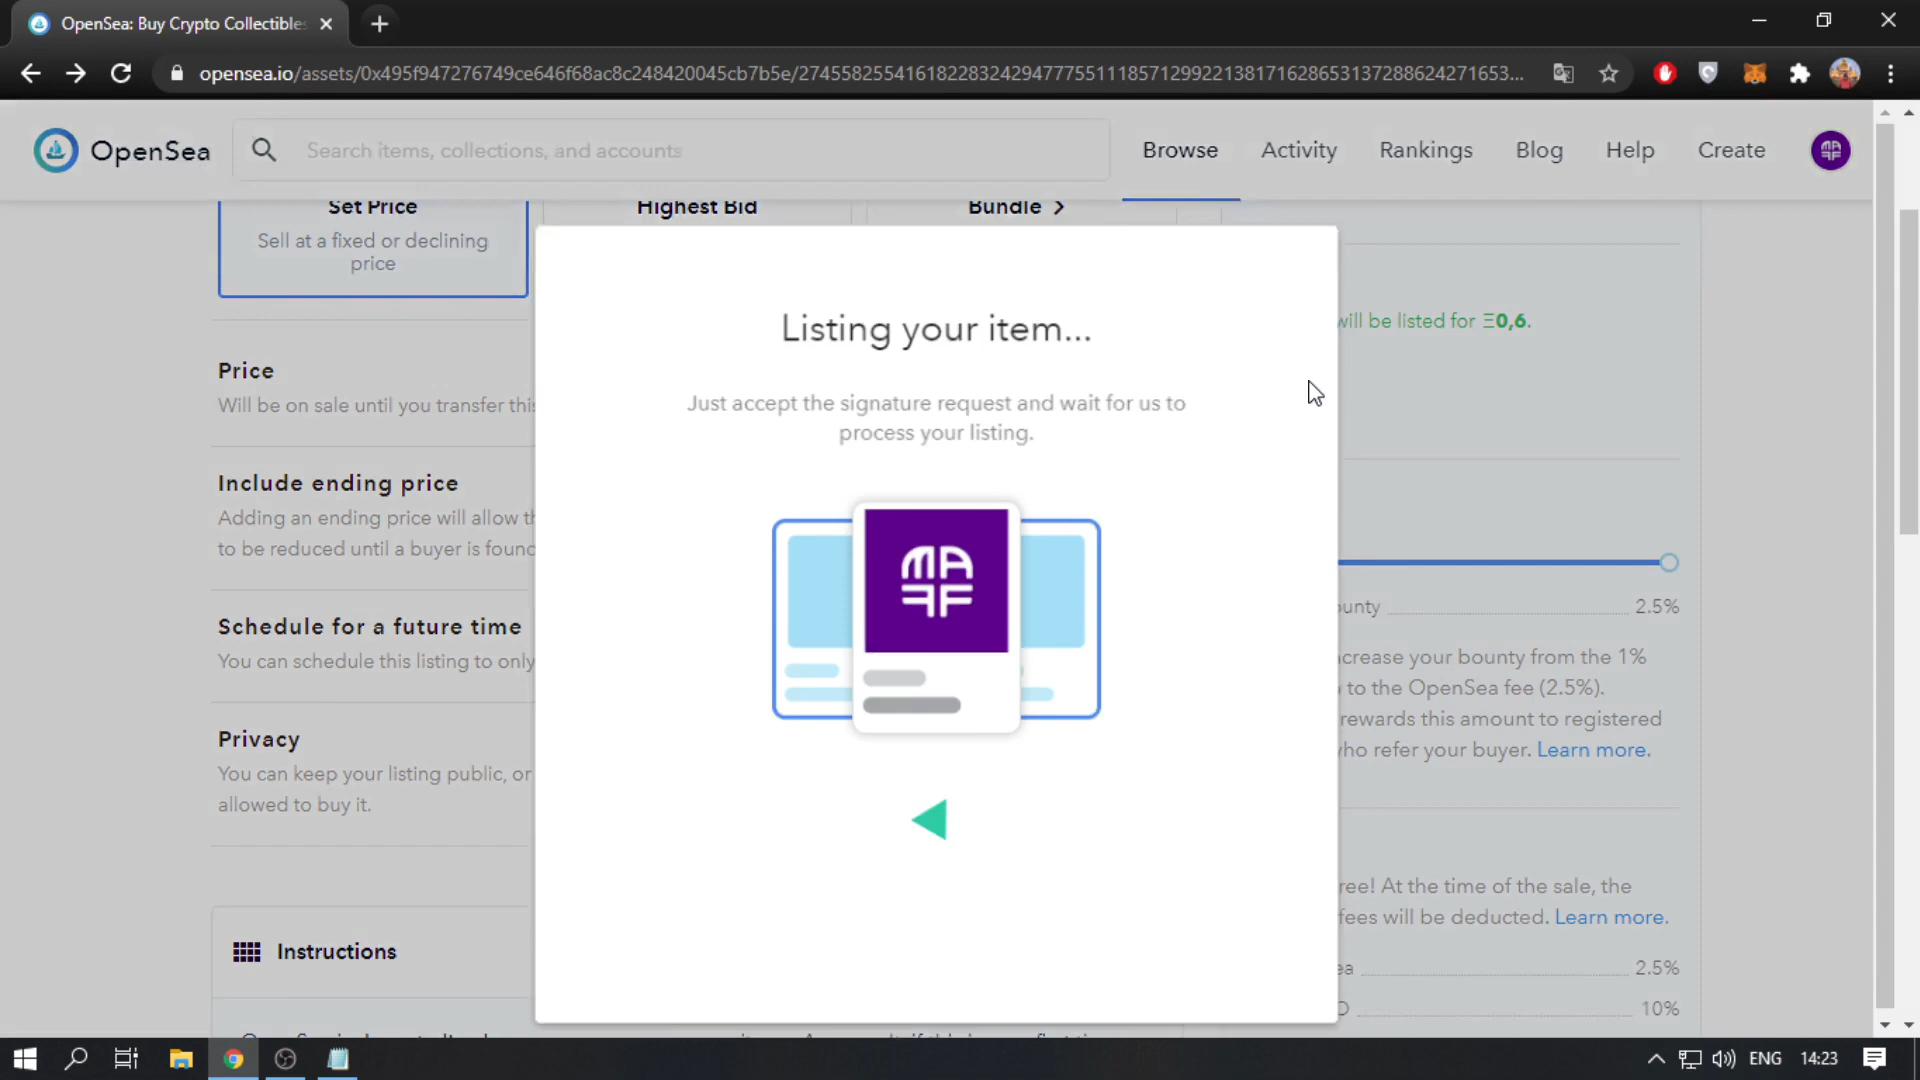 OpenSea: Buy Crypto Collectibles
opensea.io/assets/0x495f947276749ce646f68ac8c248420045cb7b5e/27455825541618228324294777551118571299221381716286531372886242716​53...
OpenSea
Search items, collections, and accounts
Browse
Activity
Rankings
Blog
Help
Create
Set Price
Sell at a fixed or declining
price
Highest Bid
Bundle
will be listed for Ξ0,6.
Price
Will be on sale until you transfer this
Include ending price
Adding an ending price will allow
to be reduced until a buyer is found
Schedule for a future time
You can schedule this listing to only
Privacy
You can keep your listing public, or
allowed to buy it.
Instructions
Listing your item...
Just accept the signature request and wait for us to
process your listing.
MA
FF
2.5%
increase your bounty from the 1%
to the OpenSea fee (2.5%).
rewards this amount to registered
who refer your buyer. Learn more.
free! At the time of the sale, the
fees will be deducted. Learn more.
2.5%
10%
ENG
14:23